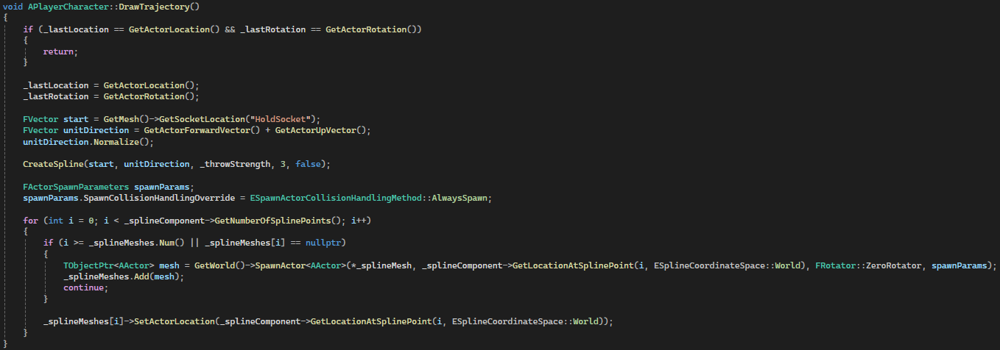 void APlayerCharacter::DrawTrajectory()
{
    if (_lastLocation == GetActorLocation() && _lastRotation == GetActorRotation())
    {
        return;
    }

    _lastLocation = GetActorLocation();
    _lastRotation = GetActorRotation();

    FVector start = GetMesh()->GetSocketLocation("HoldSocket");
    FVector unitDirection = GetActorForwardVector() + GetActorUpVector();
    unitDirection.Normalize();

    CreateSpline(start, unitDirection, _throwStrength, 3, false);

    FActorSpawnParameters spawnParams;
    spawnParams.SpawnCollisionHandlingOverride = ESpawnActorCollisionHandlingMethod::AlwaysSpawn;

    for (int i = 0; i < _splineComponent->GetNumberOfSplinePoints(); i++)
    {
        if (i >= _splineMeshes.Num() || _splineMeshes[i] == nullptr)
        {
            TObjectPtr<AActor> mesh = GetWorld()->SpawnActor<AActor>(*_splineMesh, _splineComponent->GetLocationAtSplinePoint(i, ESplineCoordinateSpace::World), FRotator::ZeroRotator, spawnParams);
            _splineMeshes.Add(mesh);
            continue;
        }

        _splineMeshes[i]->SetActorLocation(_splineComponent->GetLocationAtSplinePoint(i, ESplineCoordinateSpace::World));
    }
}